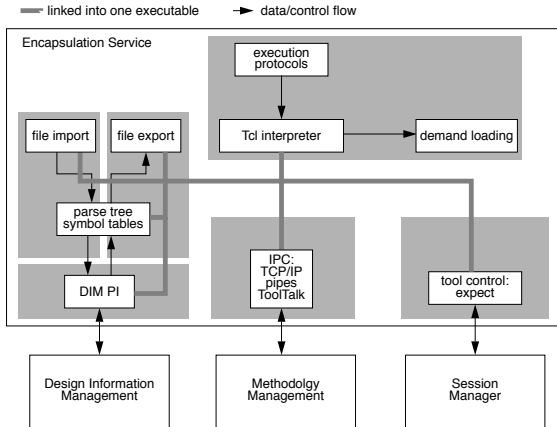 linked into one executable
data/control flow
Encapsulation Service
execution
protocols
file import
file export
Tcl interpreter
demand loading
parse tree
symbol tables
DIM PI
IPC:
TCP/IP
pipes
ToolTalk
tool control:
expect
Design Information
Management
Methodolgy
Management
Session
Manager